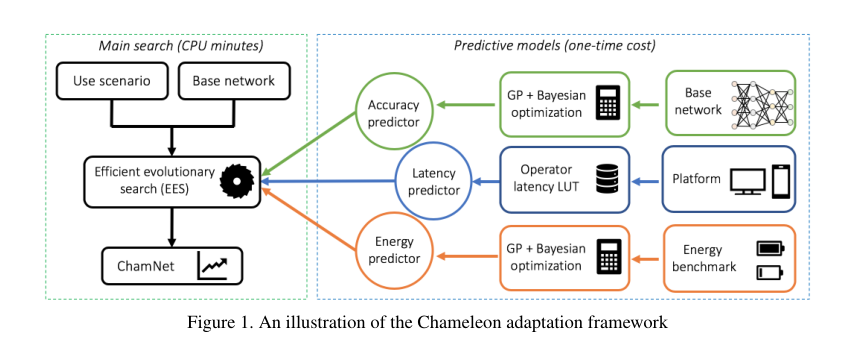 Main search (CPU minutes)
Predictive models (one-time cost)
Use scenario
Base network
Efficient evolutionary
search (EES)
ChamNet
Accuracy
predictor
GP + Bayesian
optimization
Base
network
Latency
predictor
Operator
latency LUT
Platform
Energy
predictor
GP + Bayesian
optimization
Energy
benchmark
Figure 1. An illustration of the Chameleon adaptation framework